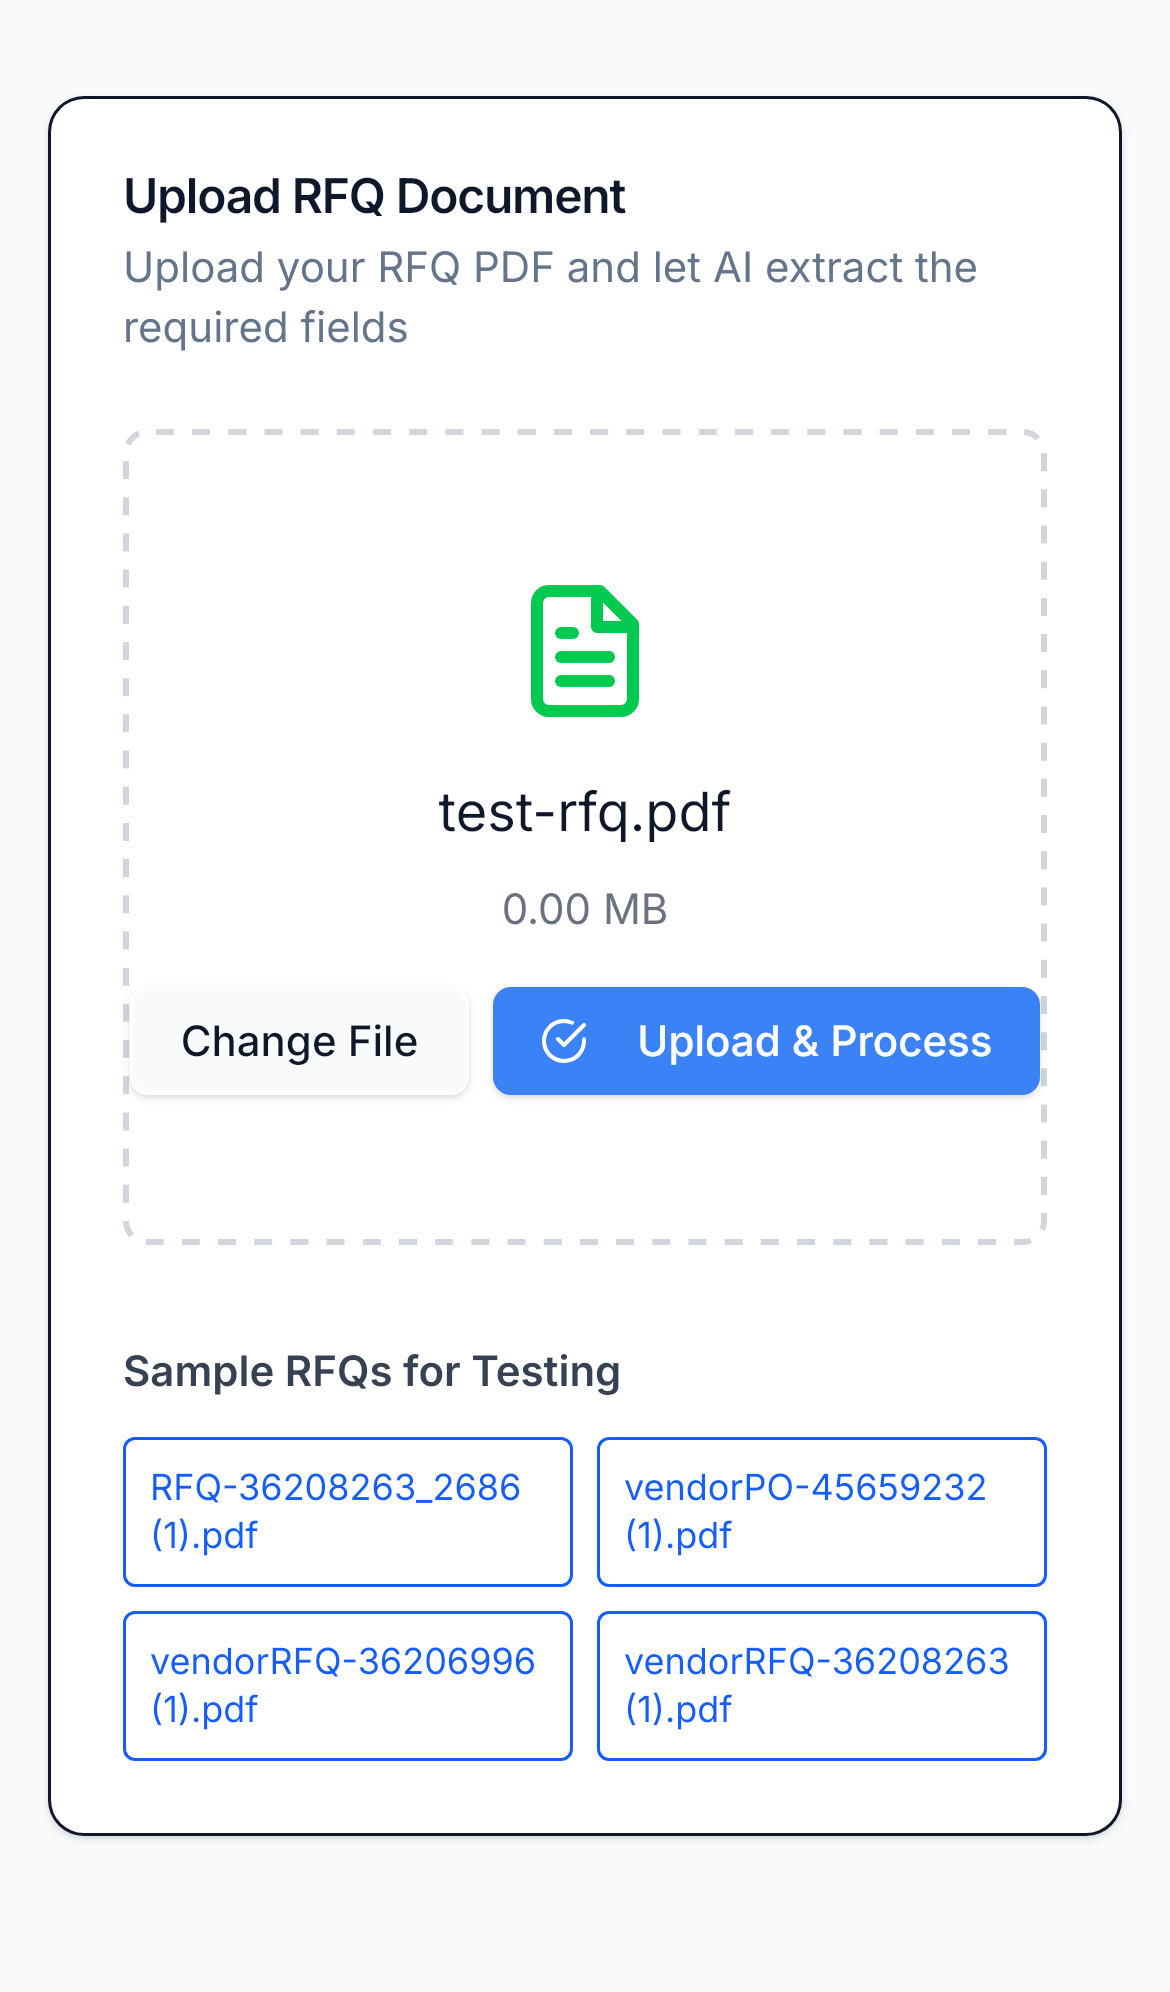 Upload RFQ Document
Upload your RFQ PDF and let AI extract the
required fields
test-rfq.pdf
0.00 MB
Change File
Upload & Process
Sample RFQs for Testing
RFQ-36208263_2686
(1).pdf
vendorPO-45659232
(1).pdf
vendorRFQ-36206996
(1).pdf
vendorRFQ-36208263
(1).pdf